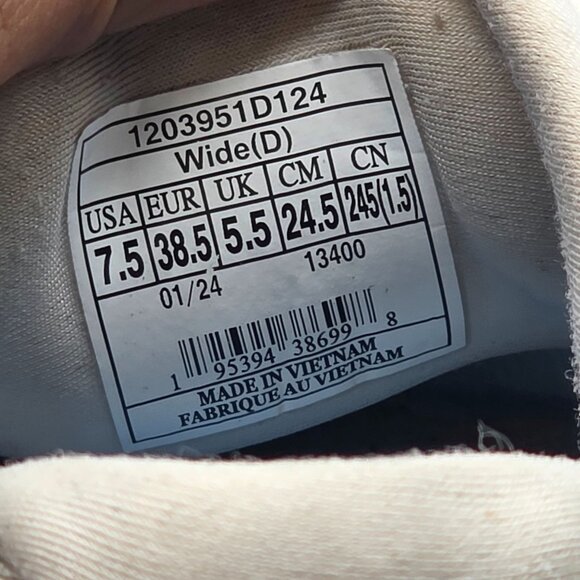 1203951D124
Wide(D)
USA EUR UK CM CN
7.5 38.5 5.5 24.5 245(1.5)
01/24 13400
1 95394 38699 8
MADE IN VIETNAM
FABRIQUE AU VIETNAM